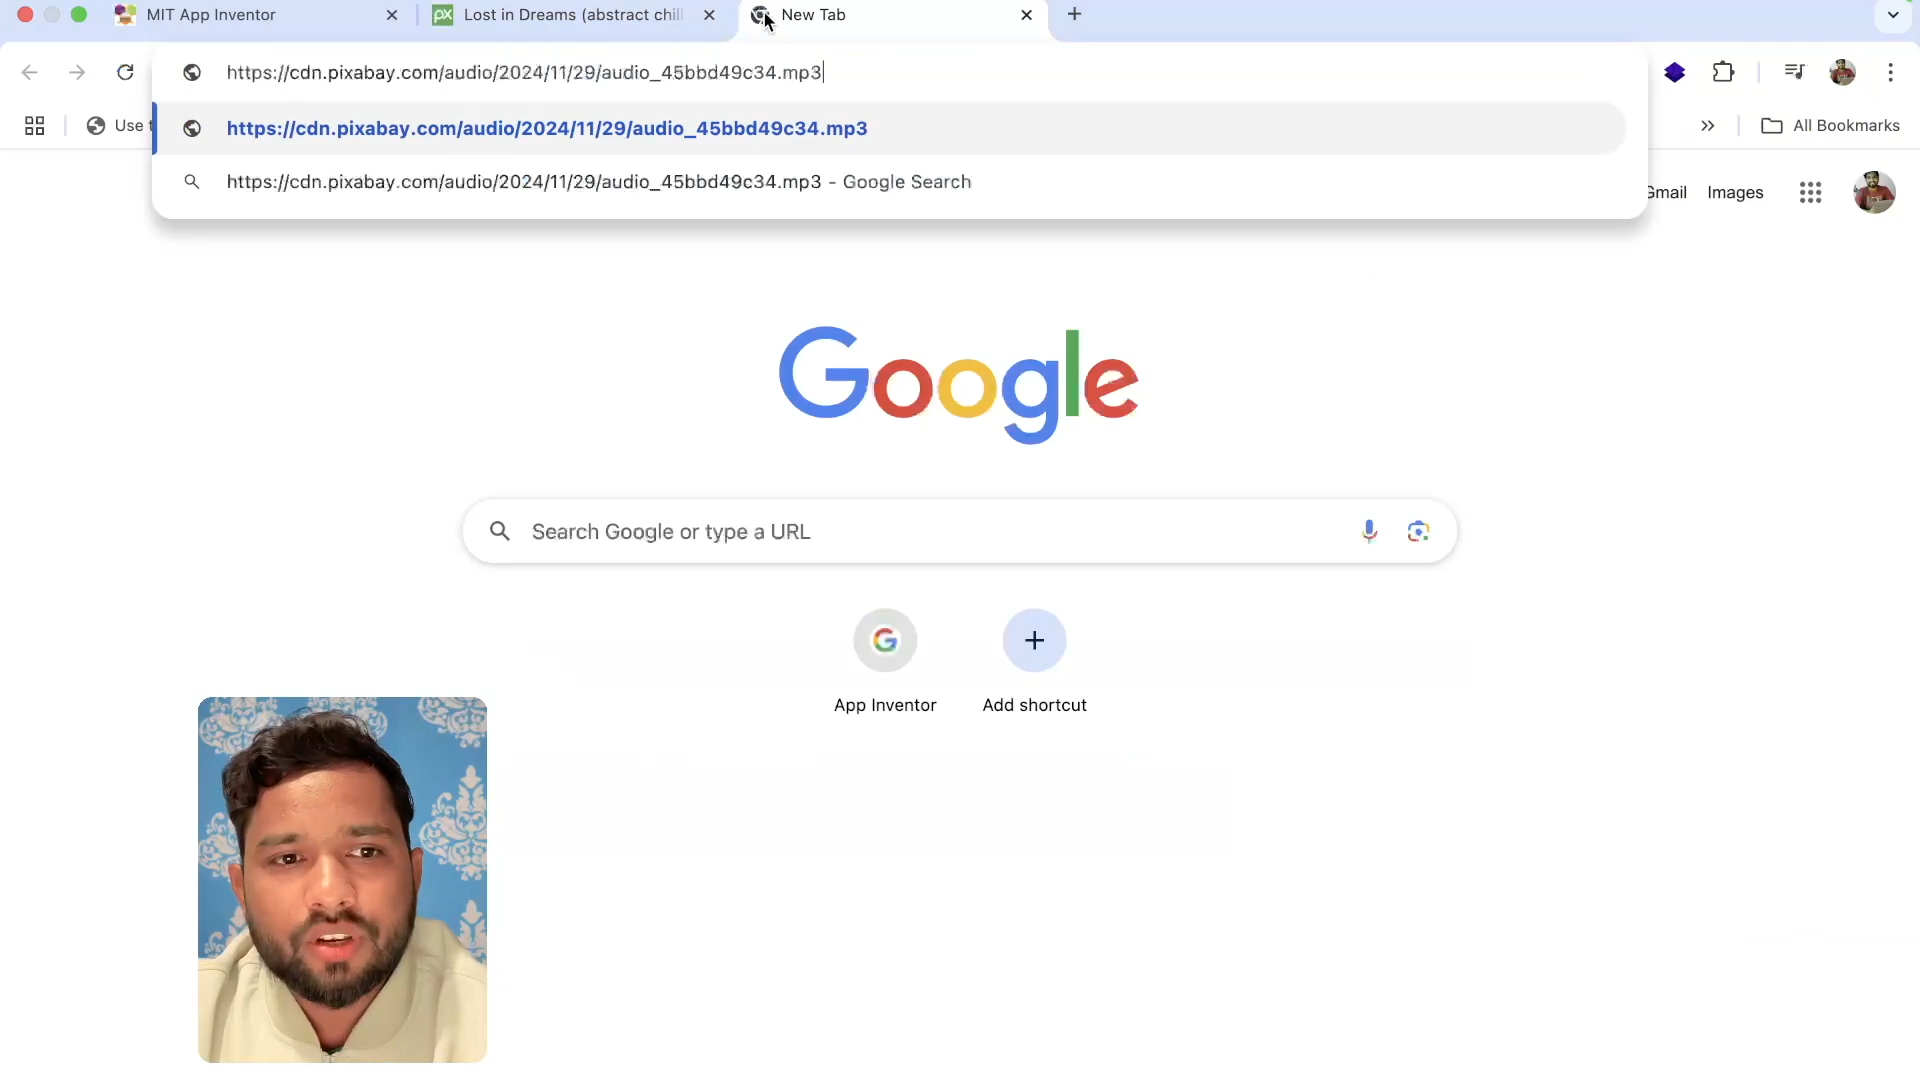 MIT App Inventor
px
Lost in Dreams (abstract chill
New Tab
https://cdn.pixabay.com/audio/2024/11/29/audio_45bbd49c34.mp3
Use t
https://cdn.pixabay.com/audio/2024/11/29/audio_45bbd49c34.mp3
All Bookmarks
https://cdn.pixabay.com/audio/2024/11/29/audio_45bbd49c34.mp3 - Google Search
Gmail
Images
Google
Search Google or type a URL
App Inventor
Add shortcut